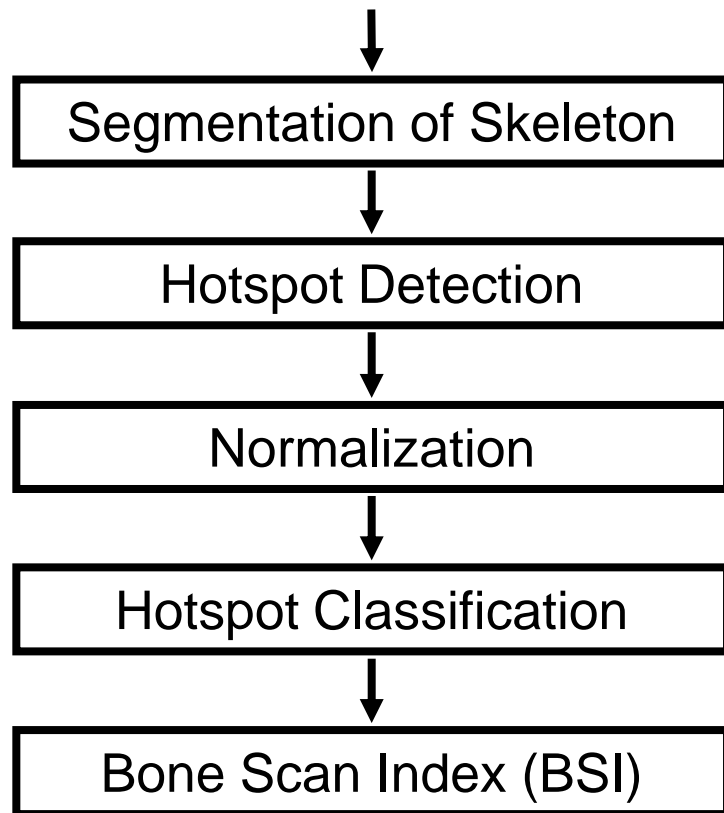 Segmentation of Skeleton
Hotspot Detection
Normalization
Hotspot Classification
Bone Scan Index (BSI)